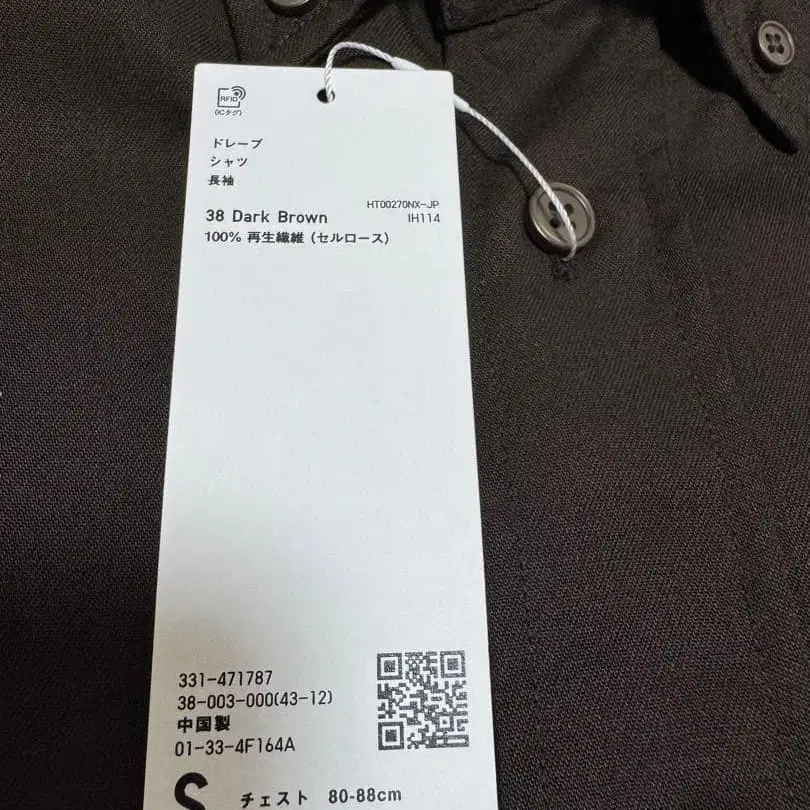 RFID
(ICタグ)
ドレープ
シャツ
長袖
HT00270NX-JP
38 Dark Brown IH114
100% 再生繊維 (セルロース)
331-471787
38-003-000(43-12)
中国製
01-33-4F164A
S チェスト 80-88cm